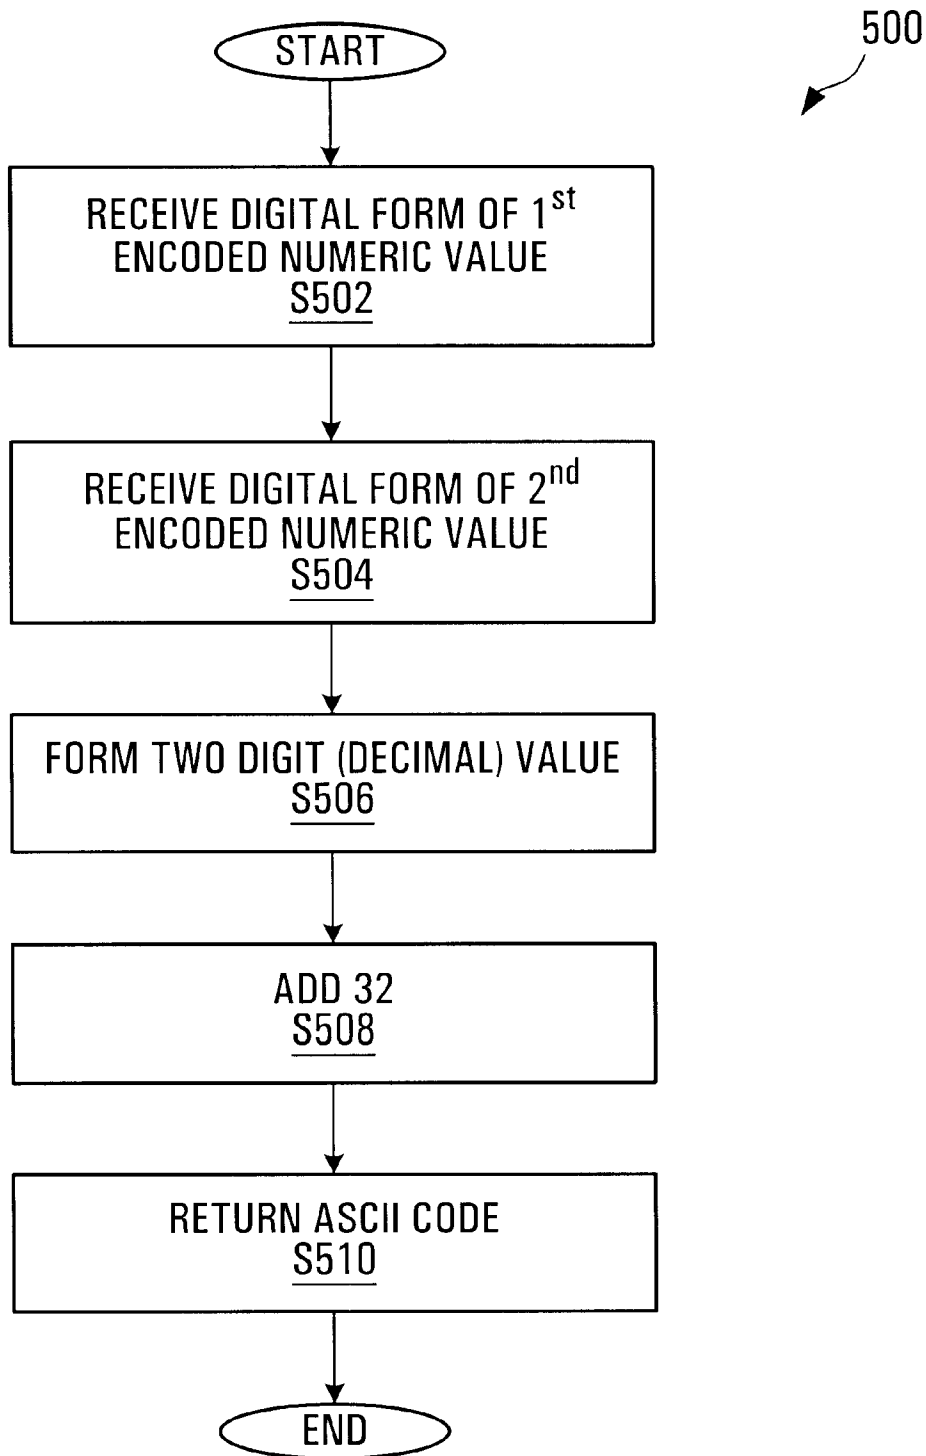 500
START
RECEIVE DIGITAL FORM OF 1st
ENCODED NUMERIC VALUE
S502
RECEIVE DIGITAL FORM OF 2nd
ENCODED NUMERIC VALUE
S504
FORM TWO DIGIT (DECIMAL) VALUE
S506
ADD 32
S508
RETURN ASCII CODE
S510
END